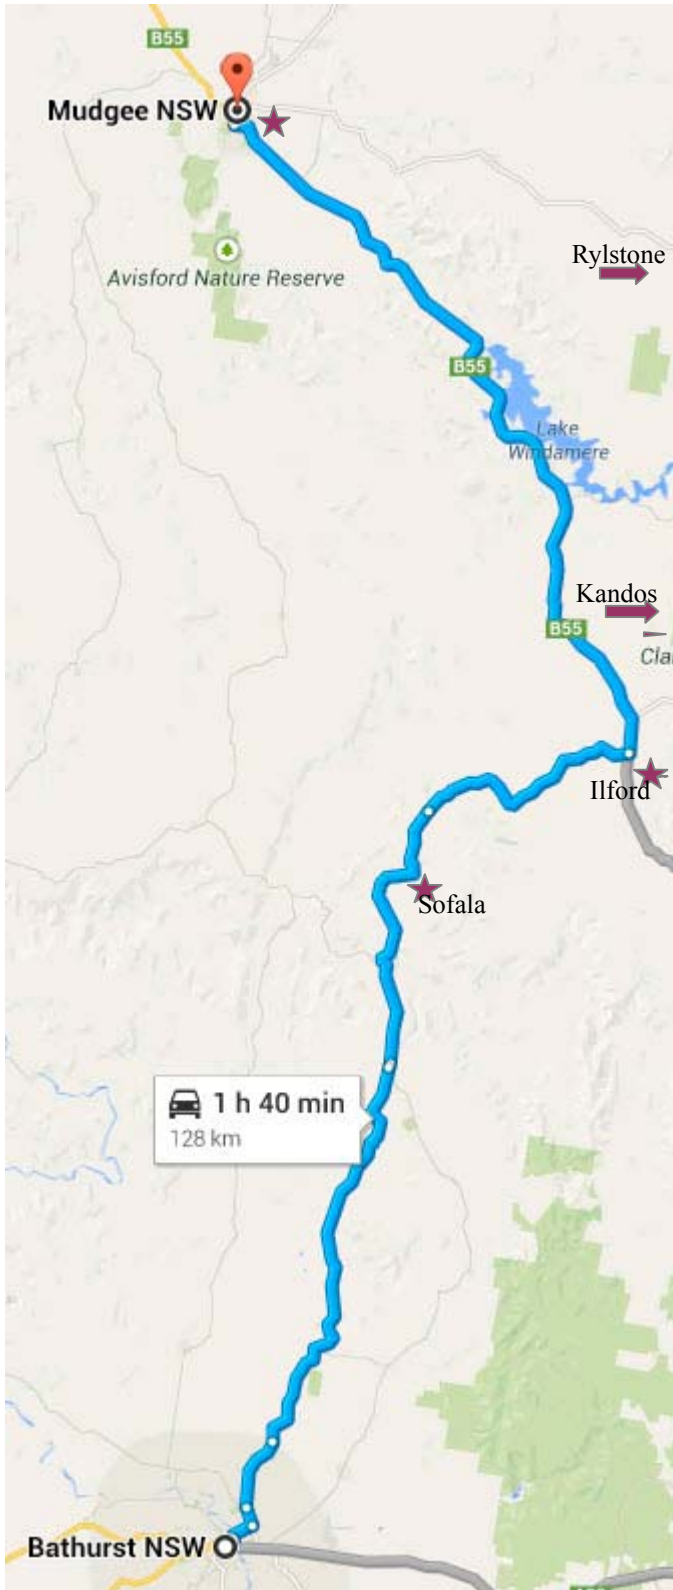 B55
Mudgee NSW
Rylstone
Avisford Nature Reserve
B55
Lake
Windamere
Kandos
B55
Cla
Ilford
Sofala
1 h 40 min
128 km
Bathurst NSW